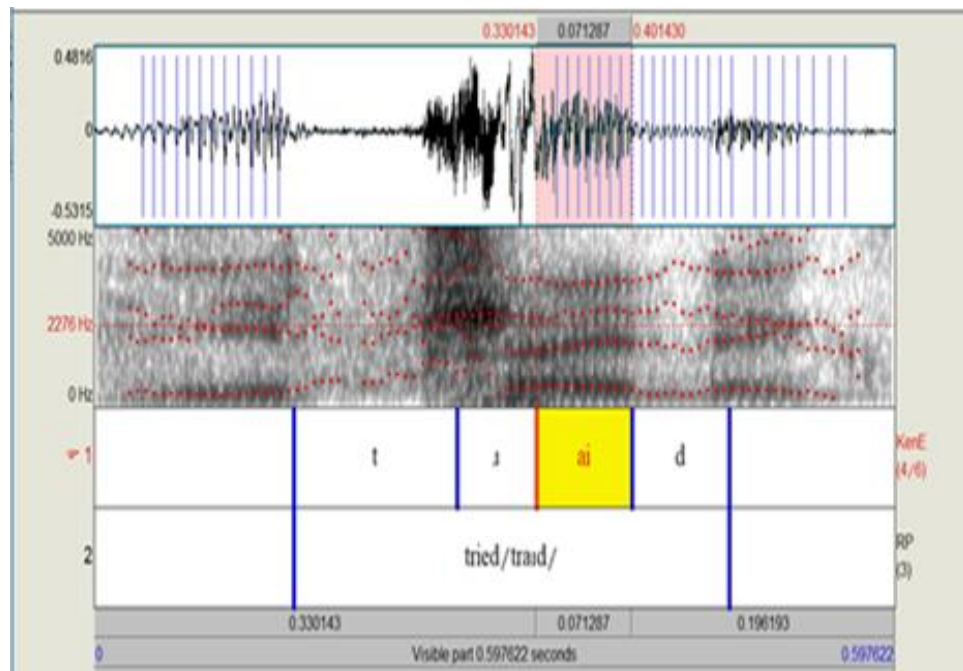 0.330143 0.071287 0.401430
0.4816
0
-0.5315
5000 Hz
2276 Hz
0 Hz
1 t ɹ ai d KenE
(4/6)
2 tried/traɪd/ RP
(3)
0.330143 0.071287 0.196193
0 Visible part 0.597622 seconds 0.597622